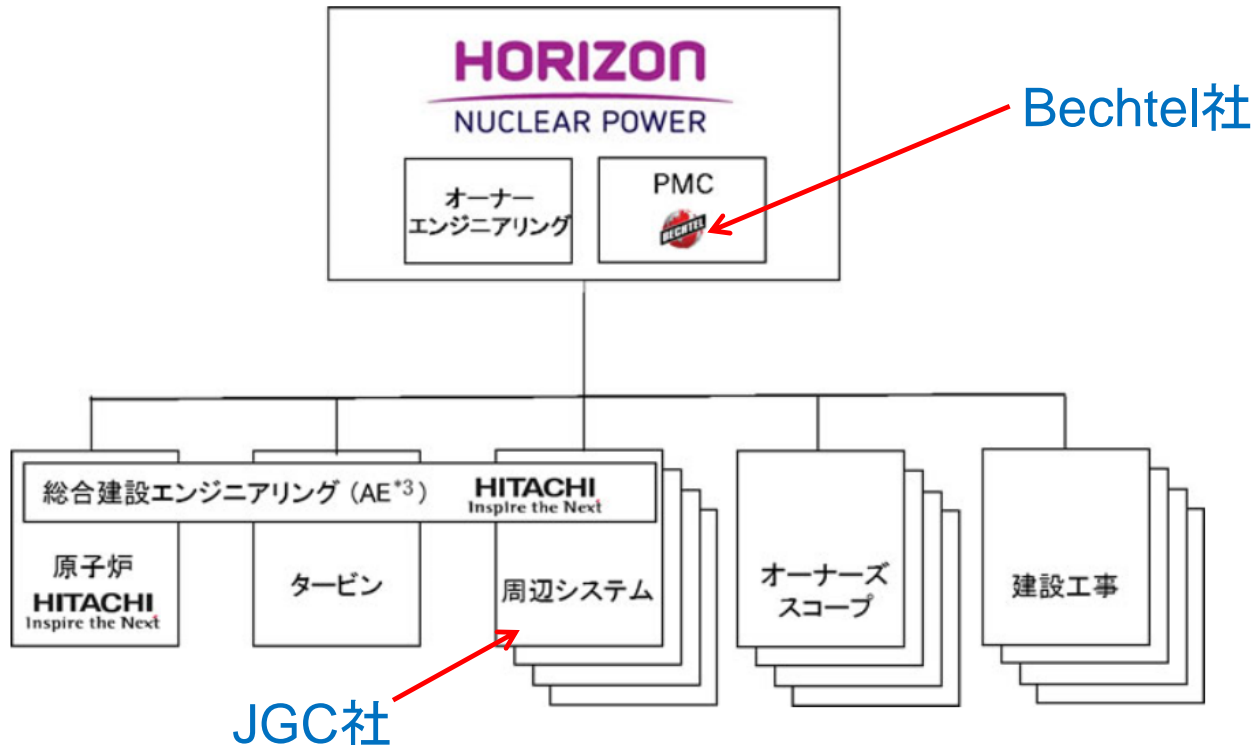 HORIZON
NUCLEAR POWER
Bechtel社
オーナー
エンジニアリング
PMC
BECHTEL
総合建設エンジニアリング（AE*3）
HITACHI
Inspire the Next
原子炉
HITACHI
Inspire the Next
タービン
周辺システム
オーナーズ
スコープ
建設工事
JGC社